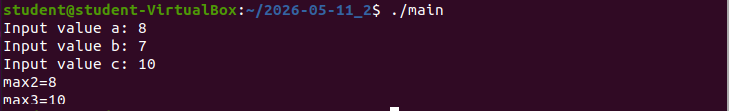 student@student-VirtualBox:~/2026-05-11_2$ ./main
Input value a: 8
Input value b: 7
Input value c: 10
max2=8
max3=10